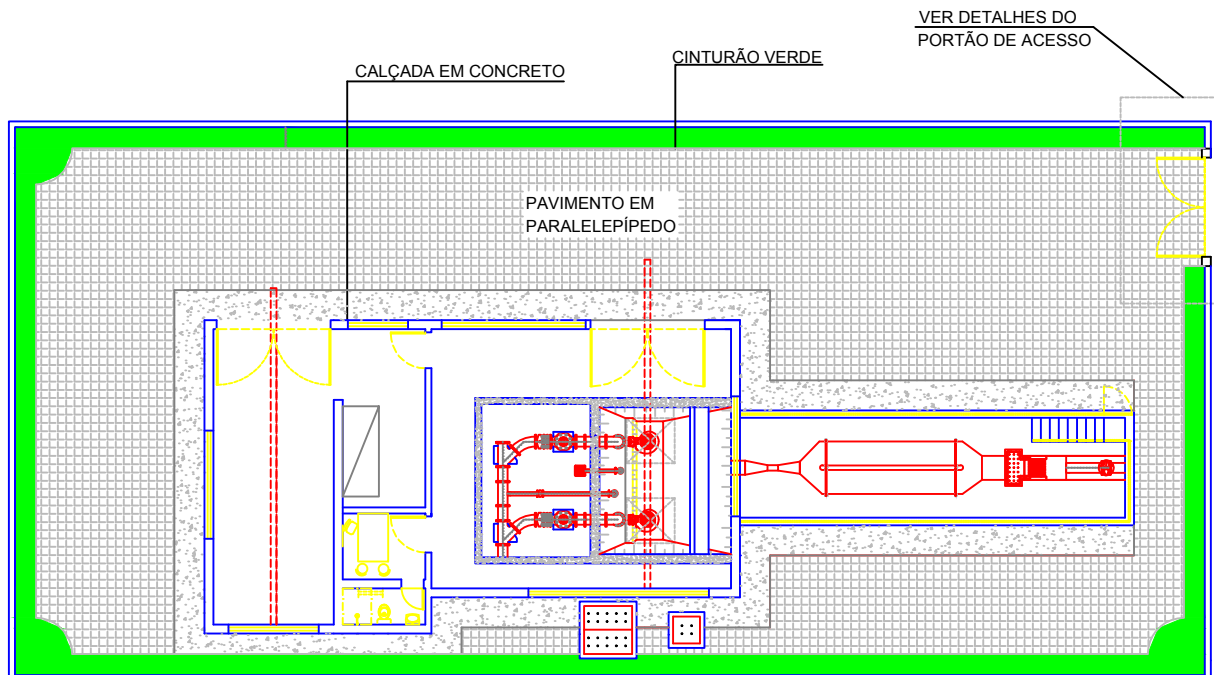 VER DETALHES DO
PORTÃO DE ACESSO
CINTURÃO VERDE
CALÇADA EM CONCRETO
PAVIMENTO EM
PARALELEPÍPEDO